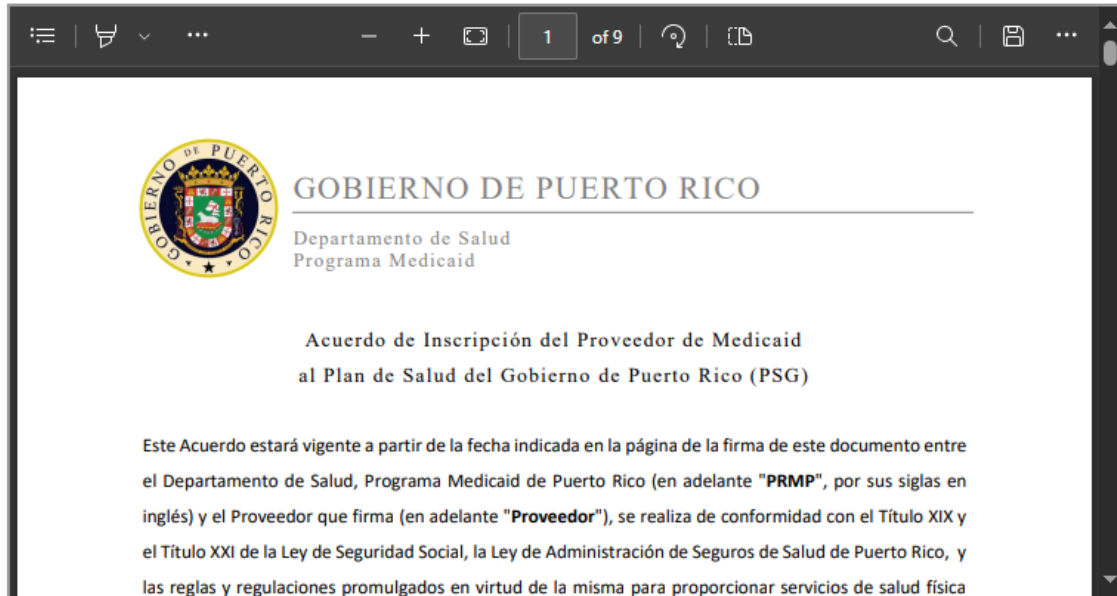 1 of 9
GOBIERNO DE PUERTO RICO
GOBIERNO DE PUERTO RICO
Departamento de Salud
Programa Medicaid
Acuerdo de Inscripción del Proveedor de Medicaid
al Plan de Salud del Gobierno de Puerto Rico (PSG)
Este Acuerdo estará vigente a partir de la fecha indicada en la página de la firma de este documento entre
el Departamento de Salud, Programa Medicaid de Puerto Rico (en adelante "PRMP", por sus siglas en
inglés) y el Proveedor que firma (en adelante "Proveedor"), se realiza de conformidad con el Título XIX y
el Título XXI de la Ley de Seguridad Social, la Ley de Administración de Seguros de Salud de Puerto Rico, y
las reglas y regulaciones promulgados en virtud de la misma para proporcionar servicios de salud física